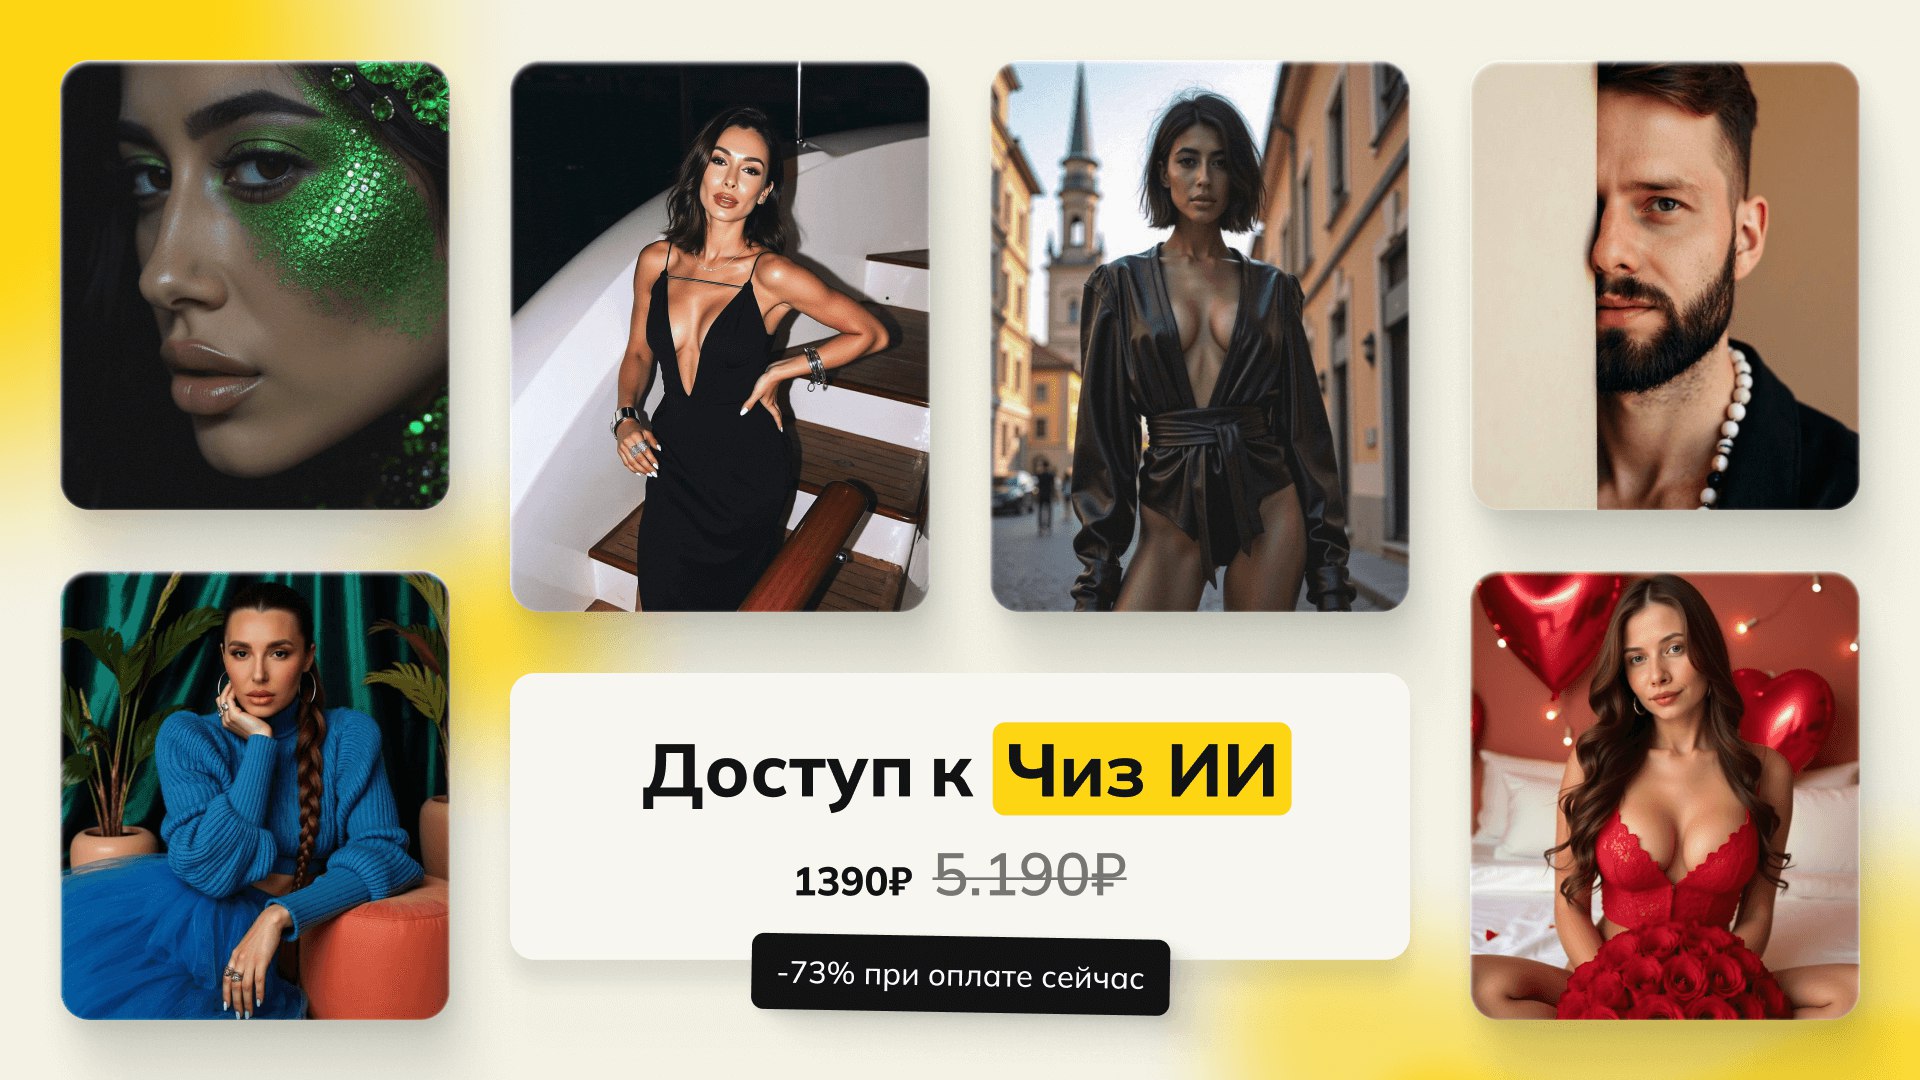 Доступ к Чиз ИИ
1390₽ 5.190₽
-73% при оплате сейчас